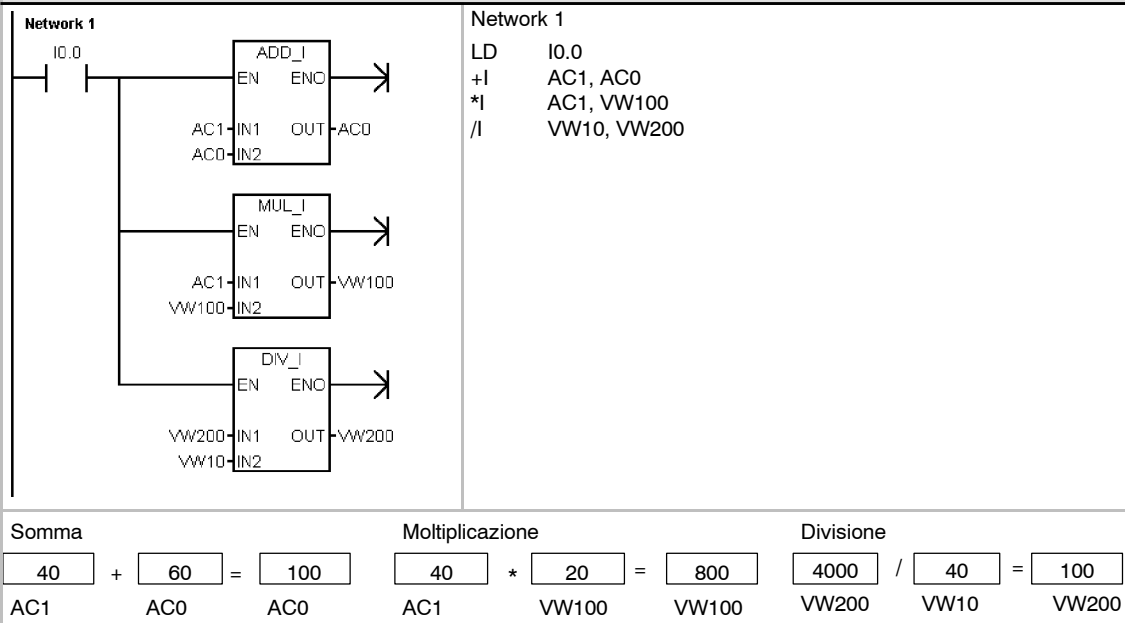 Network 1
I0.0
ADD_I
EN ENO
AC1 IN1 OUT AC0
AC0 IN2
MUL_I
EN ENO
AC1 IN1 OUT VW100
VW100 IN2
DIV_I
EN ENO
VW200 IN1 OUT VW200
VW10 IN2
Network 1
LD I0.0
+I AC1, AC0
*I AC1, VW100
/I VW10, VW200
Somma
40 + 60 = 100
AC1 AC0 AC0
Moltiplicazione
40 * 20 = 800
AC1 VW100 VW100
Divisione
4000 / 40 = 100
VW200 VW10 VW200